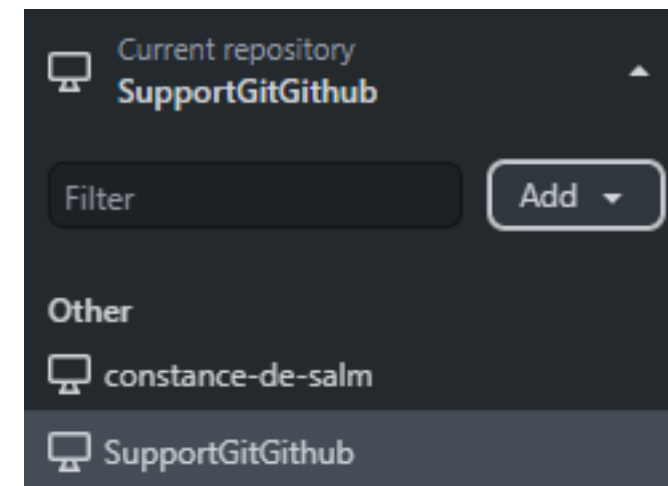 Current repository
SupportGitGithub
Filter
Add
Other
constance-de-salm
SupportGitGithub